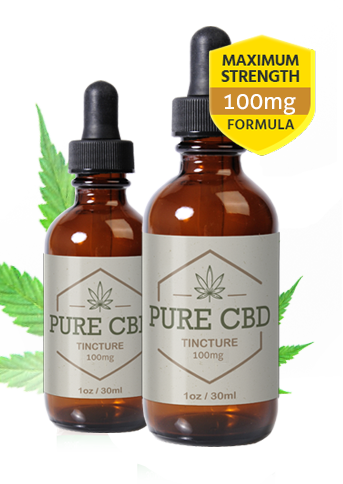 MAXIMUM
STRENGTH
100mg
FORMULA
PURE CBD
TINCTURE
100mg
1oz / 30ml
PURE CBD
TINCTURE
100mg
1oz / 30ml